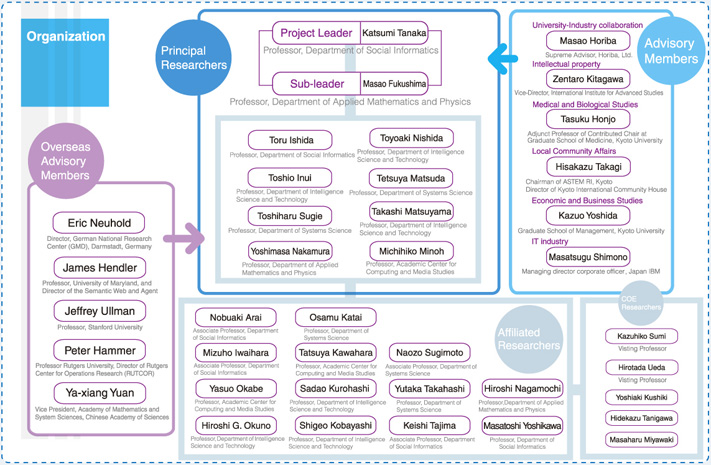 Organization
Principal
Researchers
Project Leader
Katsumi Tanaka
Professor, Department of Social Informatics
Sub-leader
Masao Fukushima
Professor, Department of Applied Mathematics and Physics
Toru Ishida
Professor, Department of Social Informatics
Toyoaki Nishida
Professor, Department of Intelligence
Science and Technology
Toshio Inui
Professor, Department of Intelligence
Science and Technology
Tetsuya Matsuda
Professor, Department of Systems Science
Toshiharu Sugie
Professor, Department of Systems Science
Takashi Matsuyama
Professor, Department of Intelligence
Science and Technology
Yoshimasa Nakamura
Professor, Department of Applied
Mathematics and Physics
Michihiko Minoh
Professor, Academic Center for
Computing and Media Studies
Advisory
Members
University-Industry collaboration
Masao Horiba
Supreme Advisor, Horiba, Ltd.
Intellectual property
Zentaro Kitagawa
Vice-Director, International Institute for Advanced Studies
Medical and Biological Studies
Tasuku Honjo
Adjunct Professor of Contributed Chair at
Graduate School of Medicine, Kyoto University
Local Community Affairs
Hisakazu Takagi
Chairman of ASTEM RI, Kyoto
Director of Kyoto International Community House
Economic and Business Studies
Kazuo Yoshida
Graduate School of Management, Kyoto University
IT industry
Masatsugu Shimono
Managing director corporate officer, Japan IBM
Overseas
Advisory
Members
Eric Neuhold
Director, German National Research
Center (GMD), Darmstadt, Germany
James Hendler
Professor, University of Maryland, and
Director of the Semantic Web and Agent
Jeffrey Ullman
Professor, Stanford University
Peter Hammer
Professor Rutgers University, Director of Rutgers
Center for Operations Research (RUTCOR)
Ya-xiang Yuan
Vice President, Academy of Mathematics and
System Sciences, Chinese Academy of Sciences
Affiliated
Researchers
Nobuaki Arai
Associate Professor, Department
of Social Informatics
Osamu Katai
Professor, Department of
Systems Science
Mizuho Iwaihara
Associate Professor, Department of
Social Informatics
Tatsuya Kawahara
Professor, Academic Center for
Computing and Media Studies
Naozo Sugimoto
Associate Professor, Department of
Systems Science
Yasuo Okabe
Professor, Academic Center for
Computing and Media Studies
Sadao Kurohashi
Professor, Department of Intelligence
Science and Technology
Yutaka Takahashi
Professor, Department of
Systems Science
Hiroshi Nagamochi
Professor,Department of Applied
Mathematics and Physics
Hiroshi G. Okuno
Professor, Department of Intelligence
Science and Technology
Shigeo Kobayashi
Professor, Department of Intelligence
Science and Technology
Keishi Tajima
Associate Professor, Department of
Social Informatics
Masatoshi Yoshikawa
Professor, Department of
Social Informatics
COE
Researchers
Kazuhiko Sumi
Visting Professor
Hirotada Ueda
Visting Professor
Yoshiaki Kushiki
Hidekazu Tanigawa
Masaharu Miyawaki